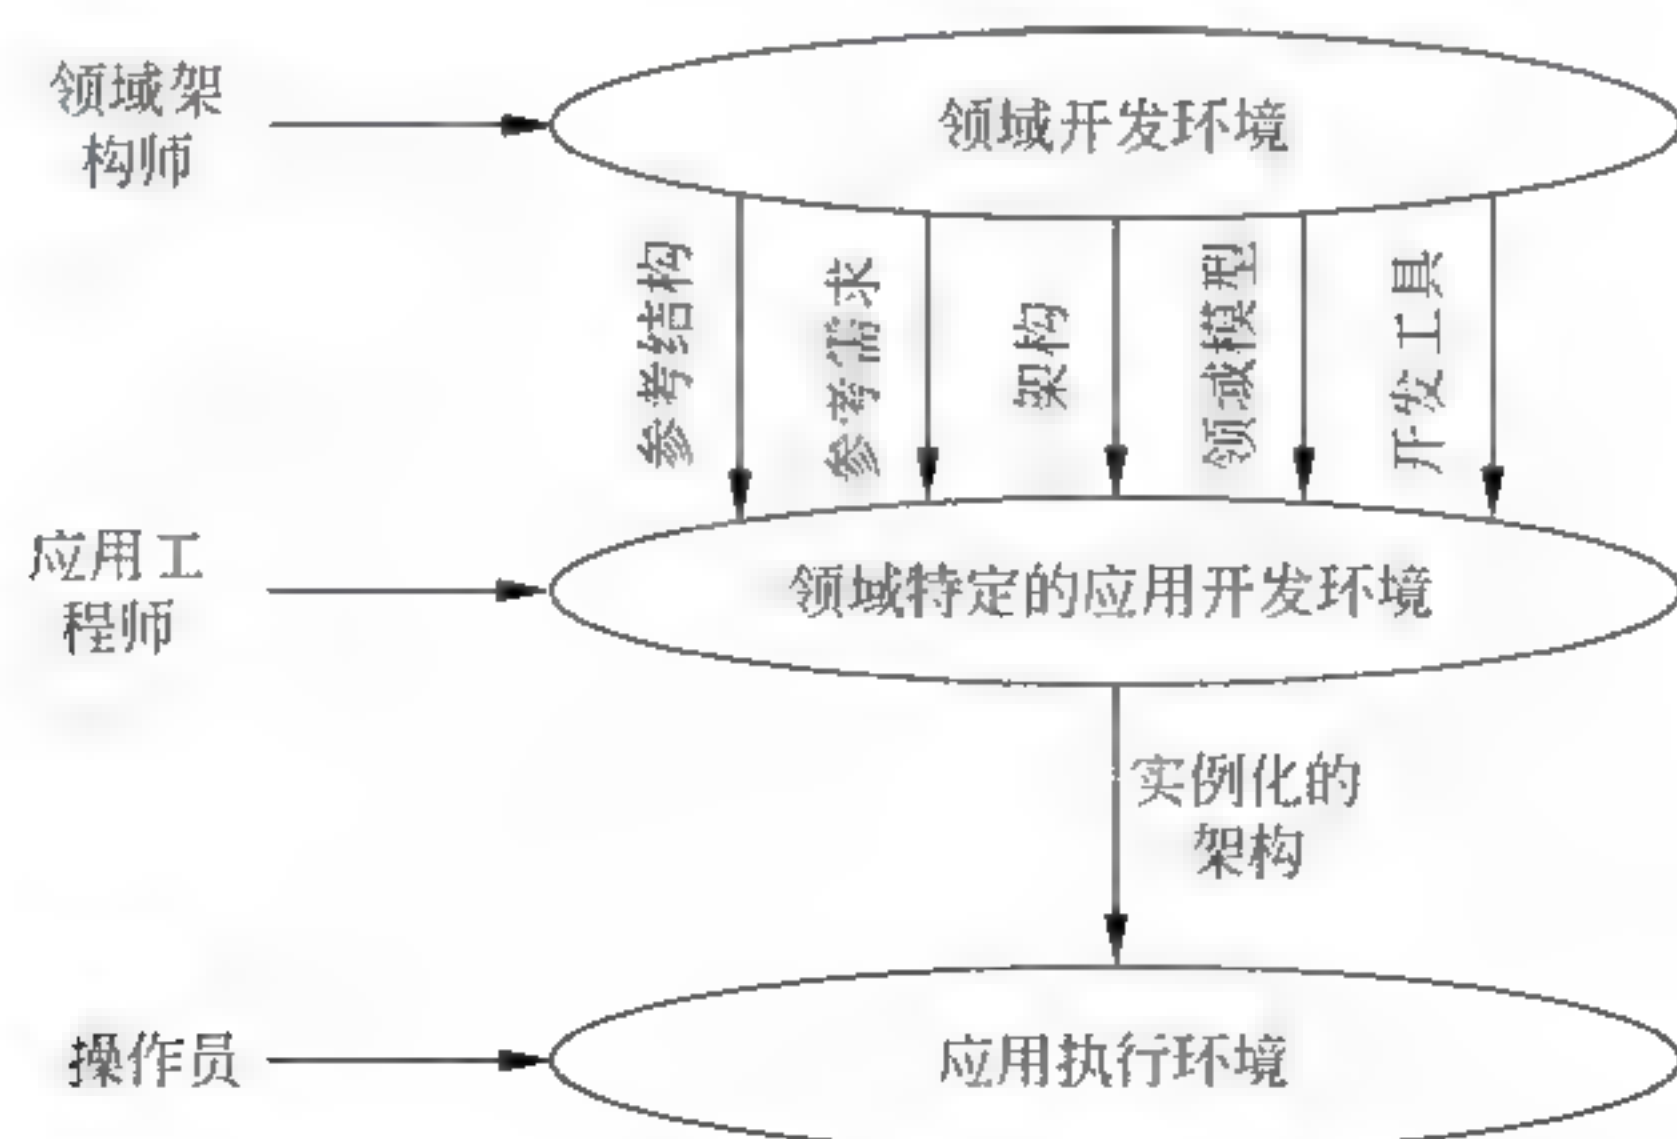 领域架
构师
领域开发环境
参考结构
参考需求
架构
领域模型
开发工具
应用工
程师
领域特定的应用开发环境
实例化的
架构
操作员
应用执行环境